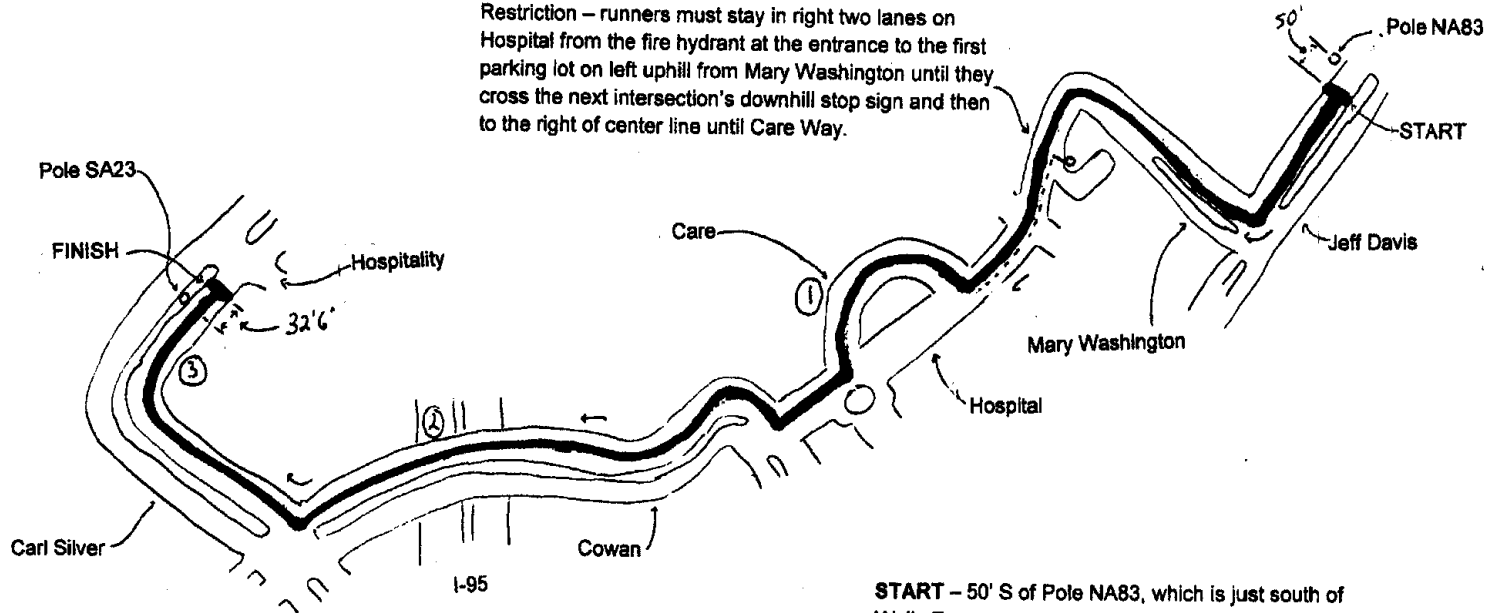 Restriction – runners must stay in right two lanes on
Hospital from the fire hydrant at the entrance to the first
parking lot on left uphill from Mary Washington until they
cross the next intersection's downhill stop sign and then
to the right of center line until Care Way.
50'
Pole NA83
START
Pole SA23
FINISH
Hospitality
32'6"
Care
Jeff Davis
1
Mary Washington
3
Hospital
2
Carl Silver
Cowan
I-95
START – 50' S of Pole NA83, which is just south of